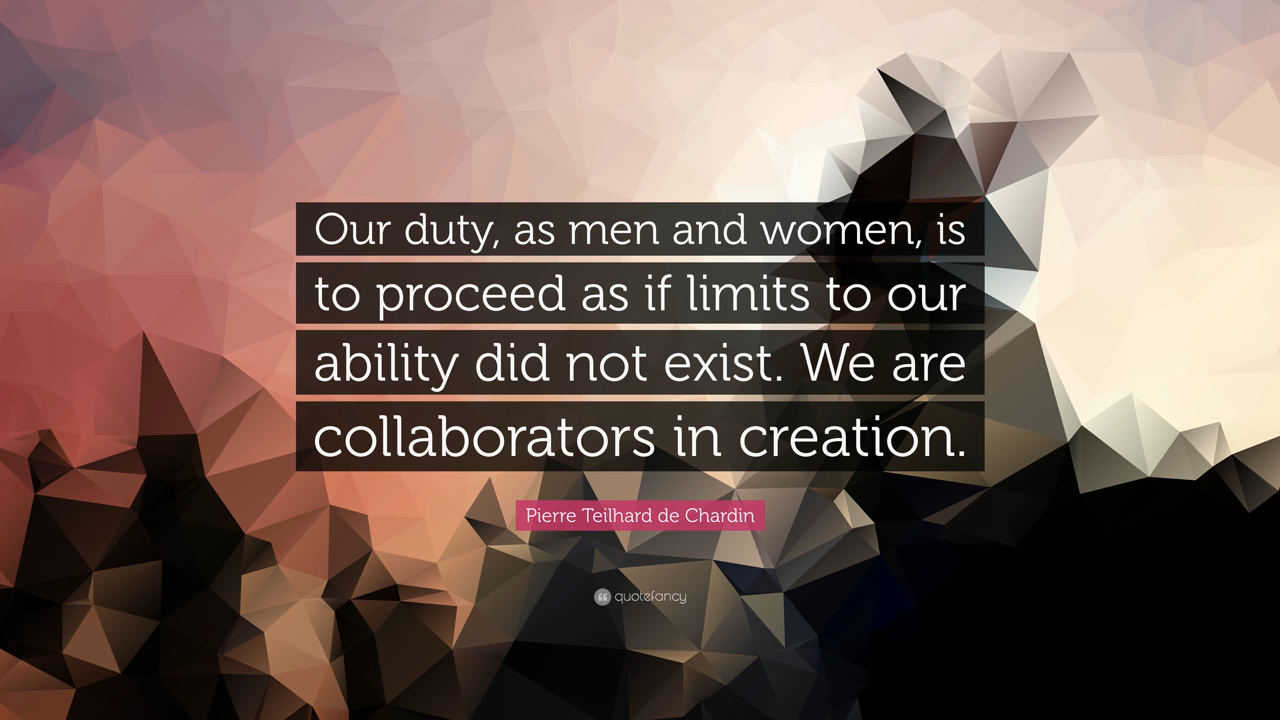 Our duty, as men and women, is
to proceed as if limits to our
ability did not exist. We are
collaborators in creation.
Pierre Teilhard de Chardin
quotefancy